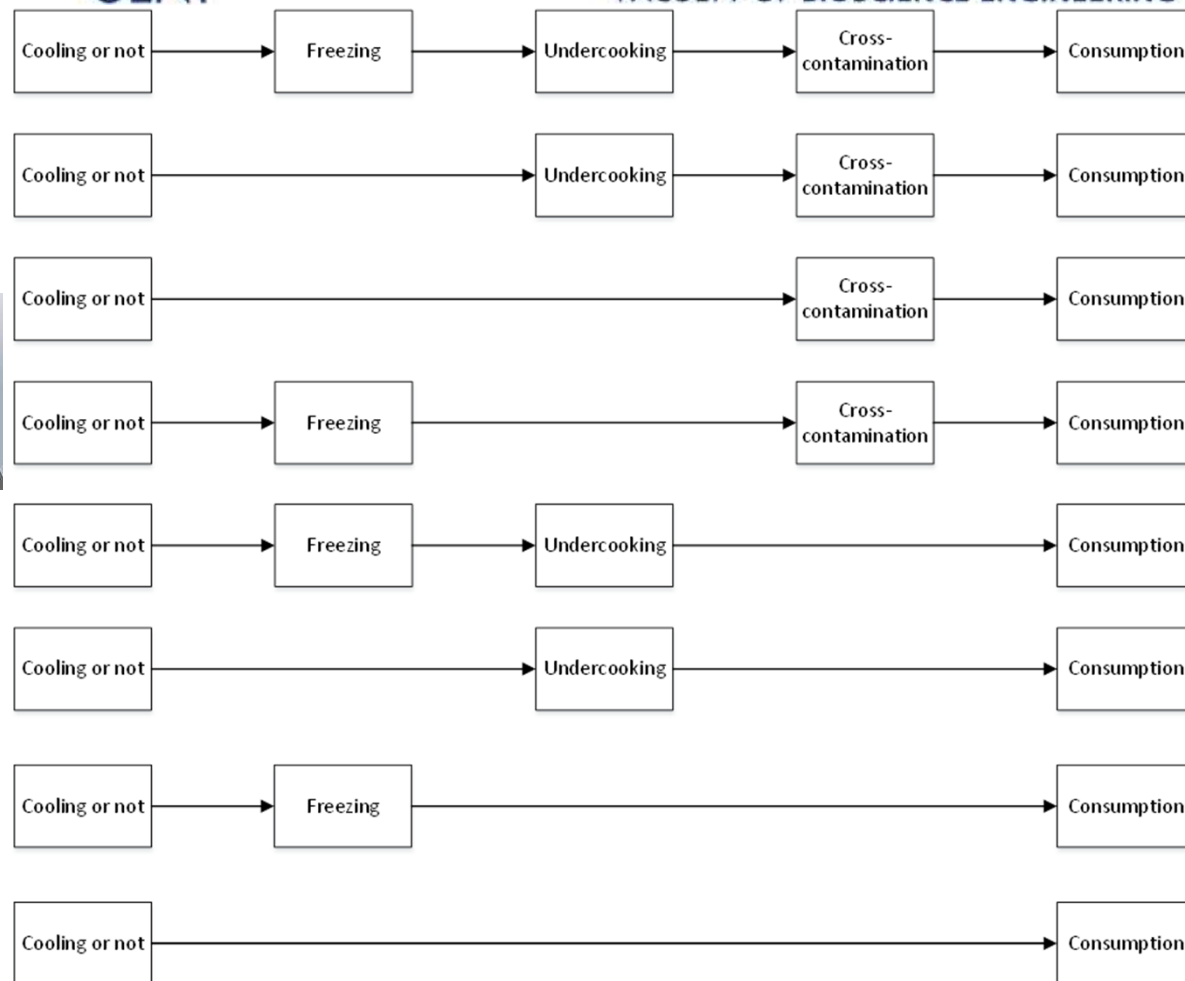 Cooling or not Freezing Undercooking Cross-
contamination Consumption
Cooling or not Undercooking Cross-
contamination Consumption
Cooling or not Cross-
contamination Consumption
Cooling or not Freezing Cross-
contamination Consumption
Cooling or not Freezing Undercooking Consumption
Cooling or not Undercooking Consumption
Cooling or not Freezing Consumption
Cooling or not Consumption